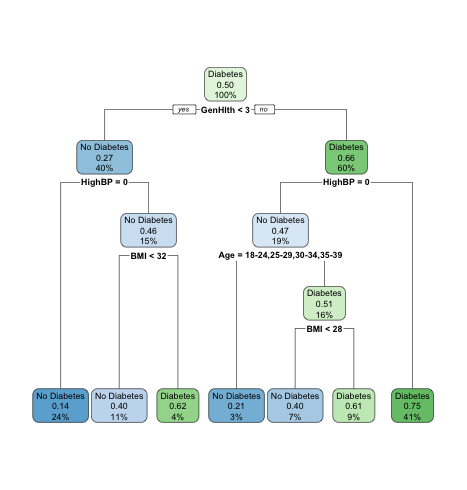 Diabetes
0.50
100%
yes GenHlth < 3 no
No Diabetes
0.27
40%
Diabetes
0.66
60%
HighBP = 0
HighBP = 0
No Diabetes
0.46
15%
No Diabetes
0.47
19%
BMI < 32
Age = 18-24,25-29,30-34,35-39
Diabetes
0.51
16%
BMI < 28
No Diabetes
0.14
24%
No Diabetes
0.40
11%
Diabetes
0.62
4%
No Diabetes
0.21
3%
No Diabetes
0.40
7%
Diabetes
0.61
9%
Diabetes
0.75
41%